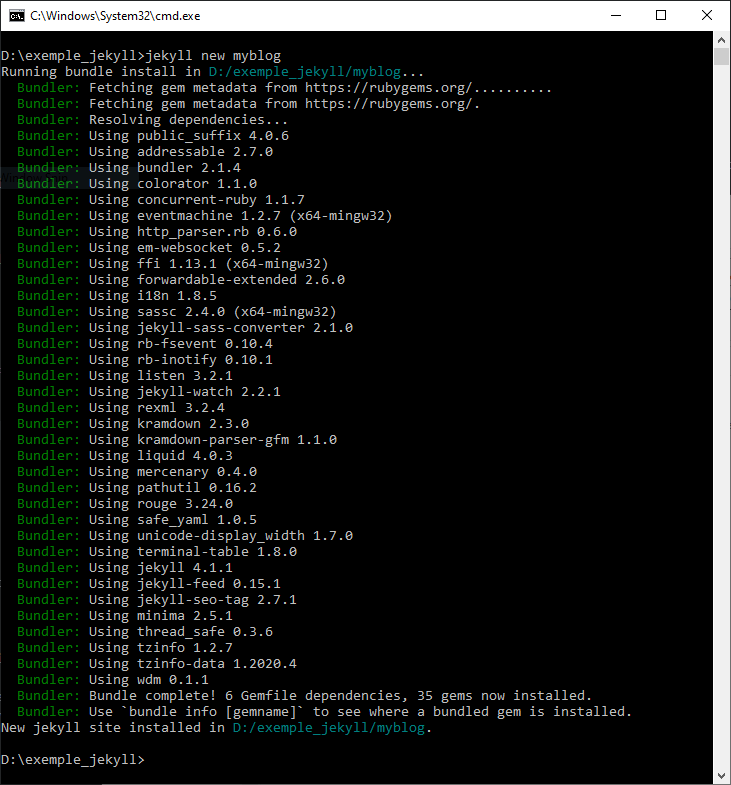 C:\Windows\System32\cmd.exe
D:\exemple_jekyll>jekyll new myblog
Running bundle install in D:/exemple_jekyll/myblog...
  Bundler: Fetching gem metadata from https://rubygems.org/..........
  Bundler: Fetching gem metadata from https://rubygems.org/.
  Bundler: Resolving dependencies...
  Bundler: Using public_suffix 4.0.6
  Bundler: Using addressable 2.7.0
  Bundler: Using bundler 2.1.4
  Bundler: Using colorator 1.1.0
  Bundler: Using concurrent-ruby 1.1.7
  Bundler: Using eventmachine 1.2.7 (x64-mingw32)
  Bundler: Using http_parser.rb 0.6.0
  Bundler: Using em-websocket 0.5.2
  Bundler: Using ffi 1.13.1 (x64-mingw32)
  Bundler: Using forwardable-extended 2.6.0
  Bundler: Using i18n 1.8.5
  Bundler: Using sassc 2.4.0 (x64-mingw32)
  Bundler: Using jekyll-sass-converter 2.1.0
  Bundler: Using rb-fsevent 0.10.4
  Bundler: Using rb-inotify 0.10.1
  Bundler: Using listen 3.2.1
  Bundler: Using jekyll-watch 2.2.1
  Bundler: Using rexml 3.2.4
  Bundler: Using kramdown 2.3.0
  Bundler: Using kramdown-parser-gfm 1.1.0
  Bundler: Using liquid 4.0.3
  Bundler: Using mercenary 0.4.0
  Bundler: Using pathutil 0.16.2
  Bundler: Using rouge 3.24.0
  Bundler: Using safe_yaml 1.0.5
  Bundler: Using unicode-display_width 1.7.0
  Bundler: Using terminal-table 1.8.0
  Bundler: Using jekyll 4.1.1
  Bundler: Using jekyll-feed 0.15.1
  Bundler: Using jekyll-seo-tag 2.7.1
  Bundler: Using minima 2.5.1
  Bundler: Using thread_safe 0.3.6
  Bundler: Using tzinfo 1.2.7
  Bundler: Using tzinfo-data 1.2020.4
  Bundler: Using wdm 0.1.1
  Bundler: Bundle complete! 6 Gemfile dependencies, 35 gems now installed.
  Bundler: Use `bundle info [gemname]` to see where a bundled gem is installed.
New jekyll site installed in D:/exemple_jekyll/myblog.
D:\exemple_jekyll>